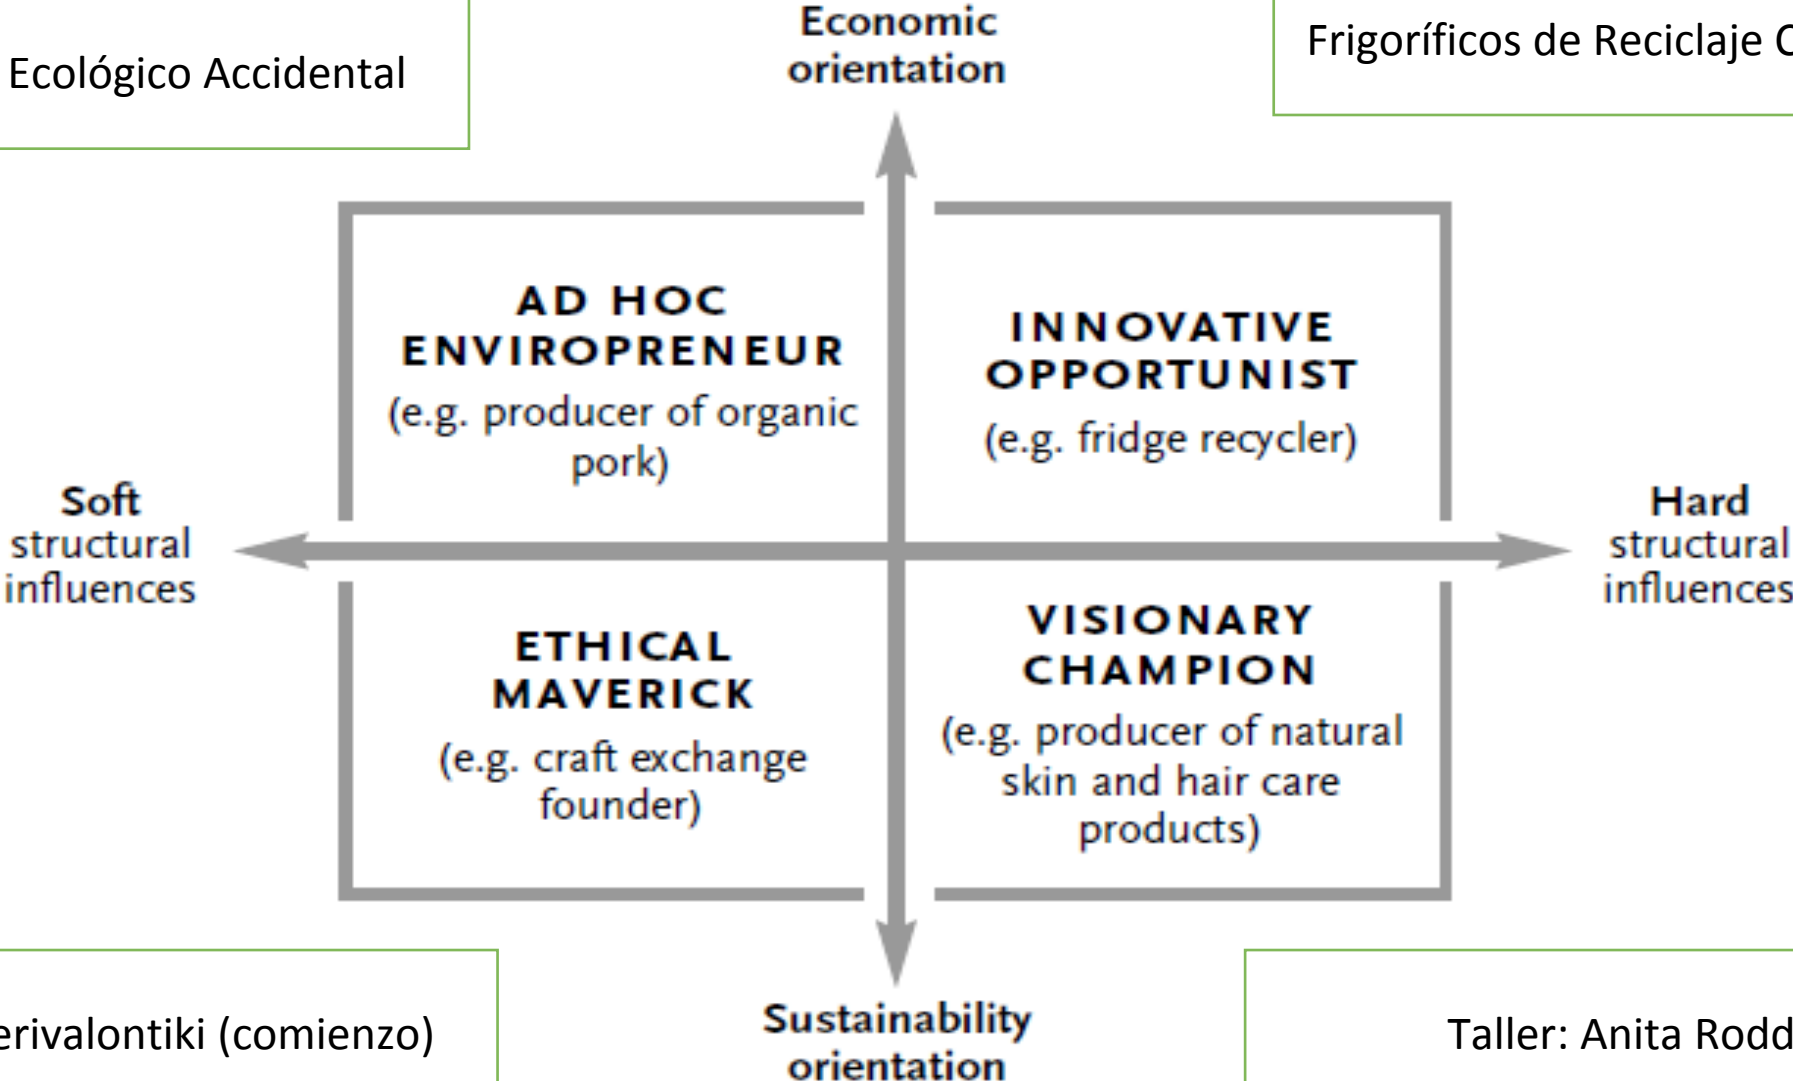 Economic
orientation
Ecológico Accidental
Frigoríficos de Reciclaje
AD HOC
ENVIROPRENEUR
(e.g. producer of organic
pork)
INNOVATIVE
OPPORTUNIST
(e.g. fridge recycler)
Soft
structural
influences
Hard
structural
influences
ETHICAL
MAVERICK
(e.g. craft exchange
founder)
VISIONARY
CHAMPION
(e.g. producer of natural
skin and hair care
products)
erivalontiki (comienzo)
Sustainability
orientation
Taller: Anita Rodd